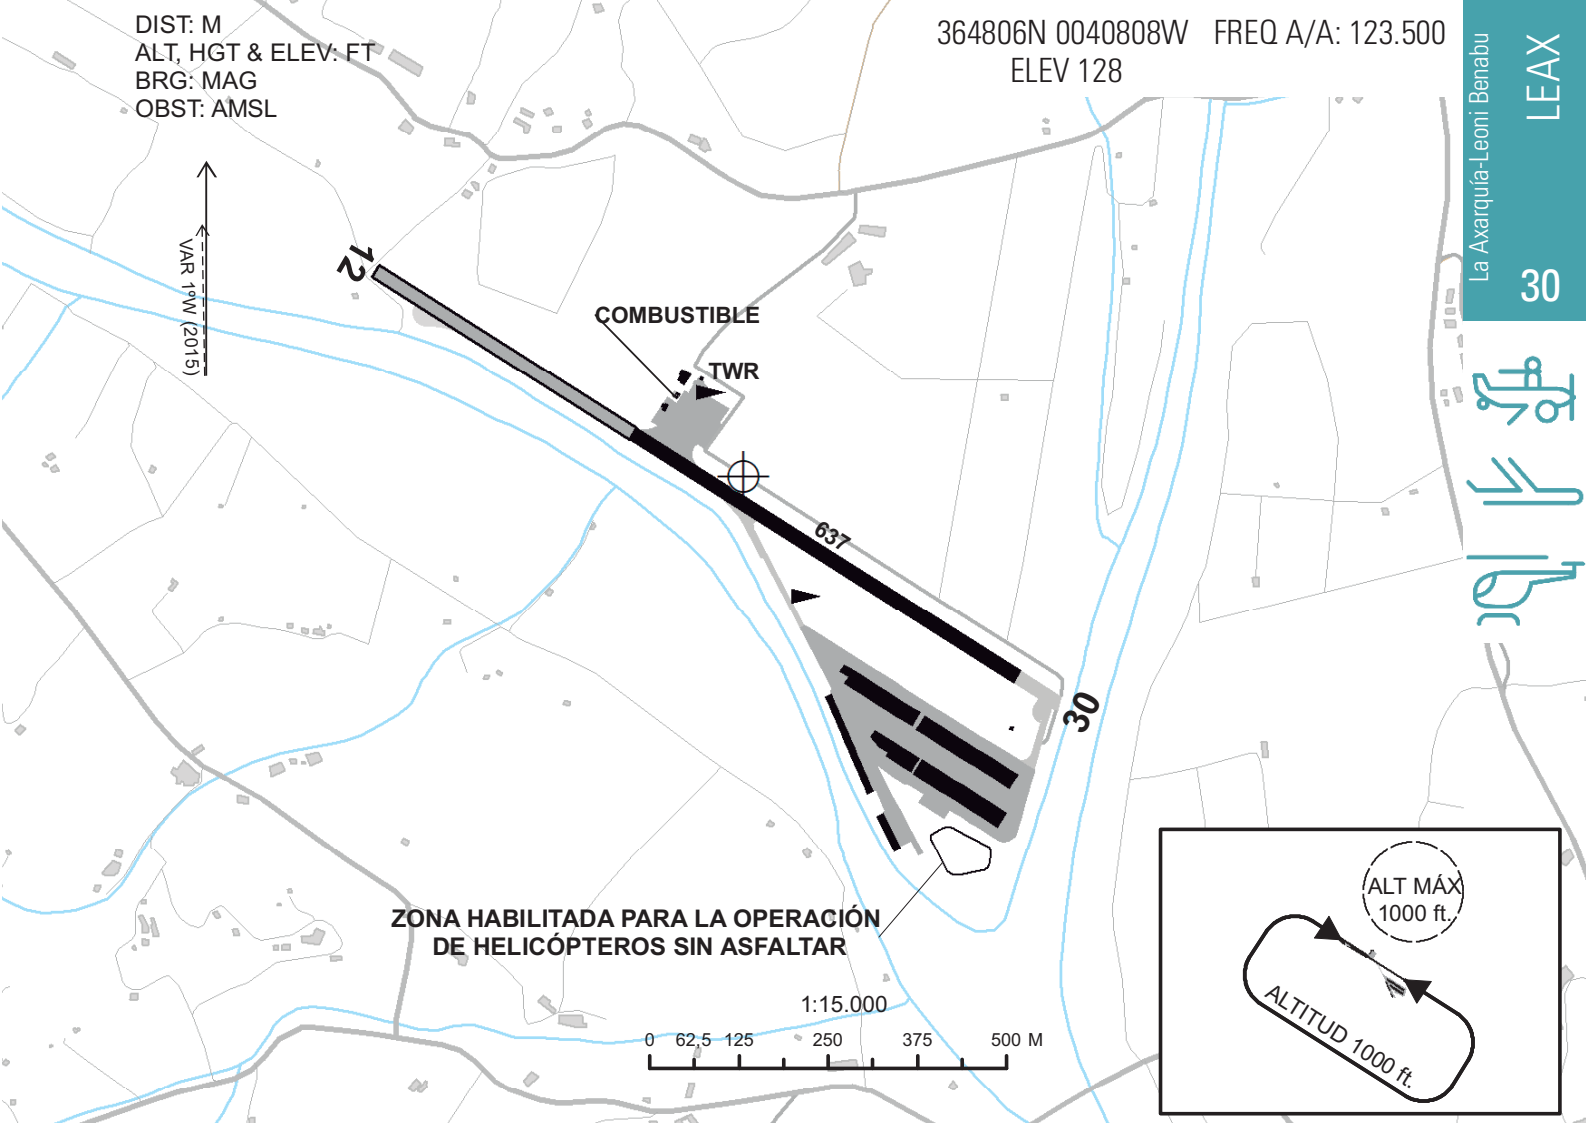 DIST: M
ALT, HGT & ELEV: FT
BRG: MAG
OBST: AMSL
364806N 0040808W FREQ A/A: 123.500
ELEV 128
La Axarquía-Leoni Benabu
LEAX
30
VAR 1ºW (2015)
12
COMBUSTIBLE
TWR
637
30
ZONA HABILITADA PARA LA OPERACIÓN
DE HELICÓPTEROS SIN ASFALTAR
1:15.000
0 62,5 125 250 375 500 M
ALT MÁX
1000 ft.
ALTITUD 1000 ft.